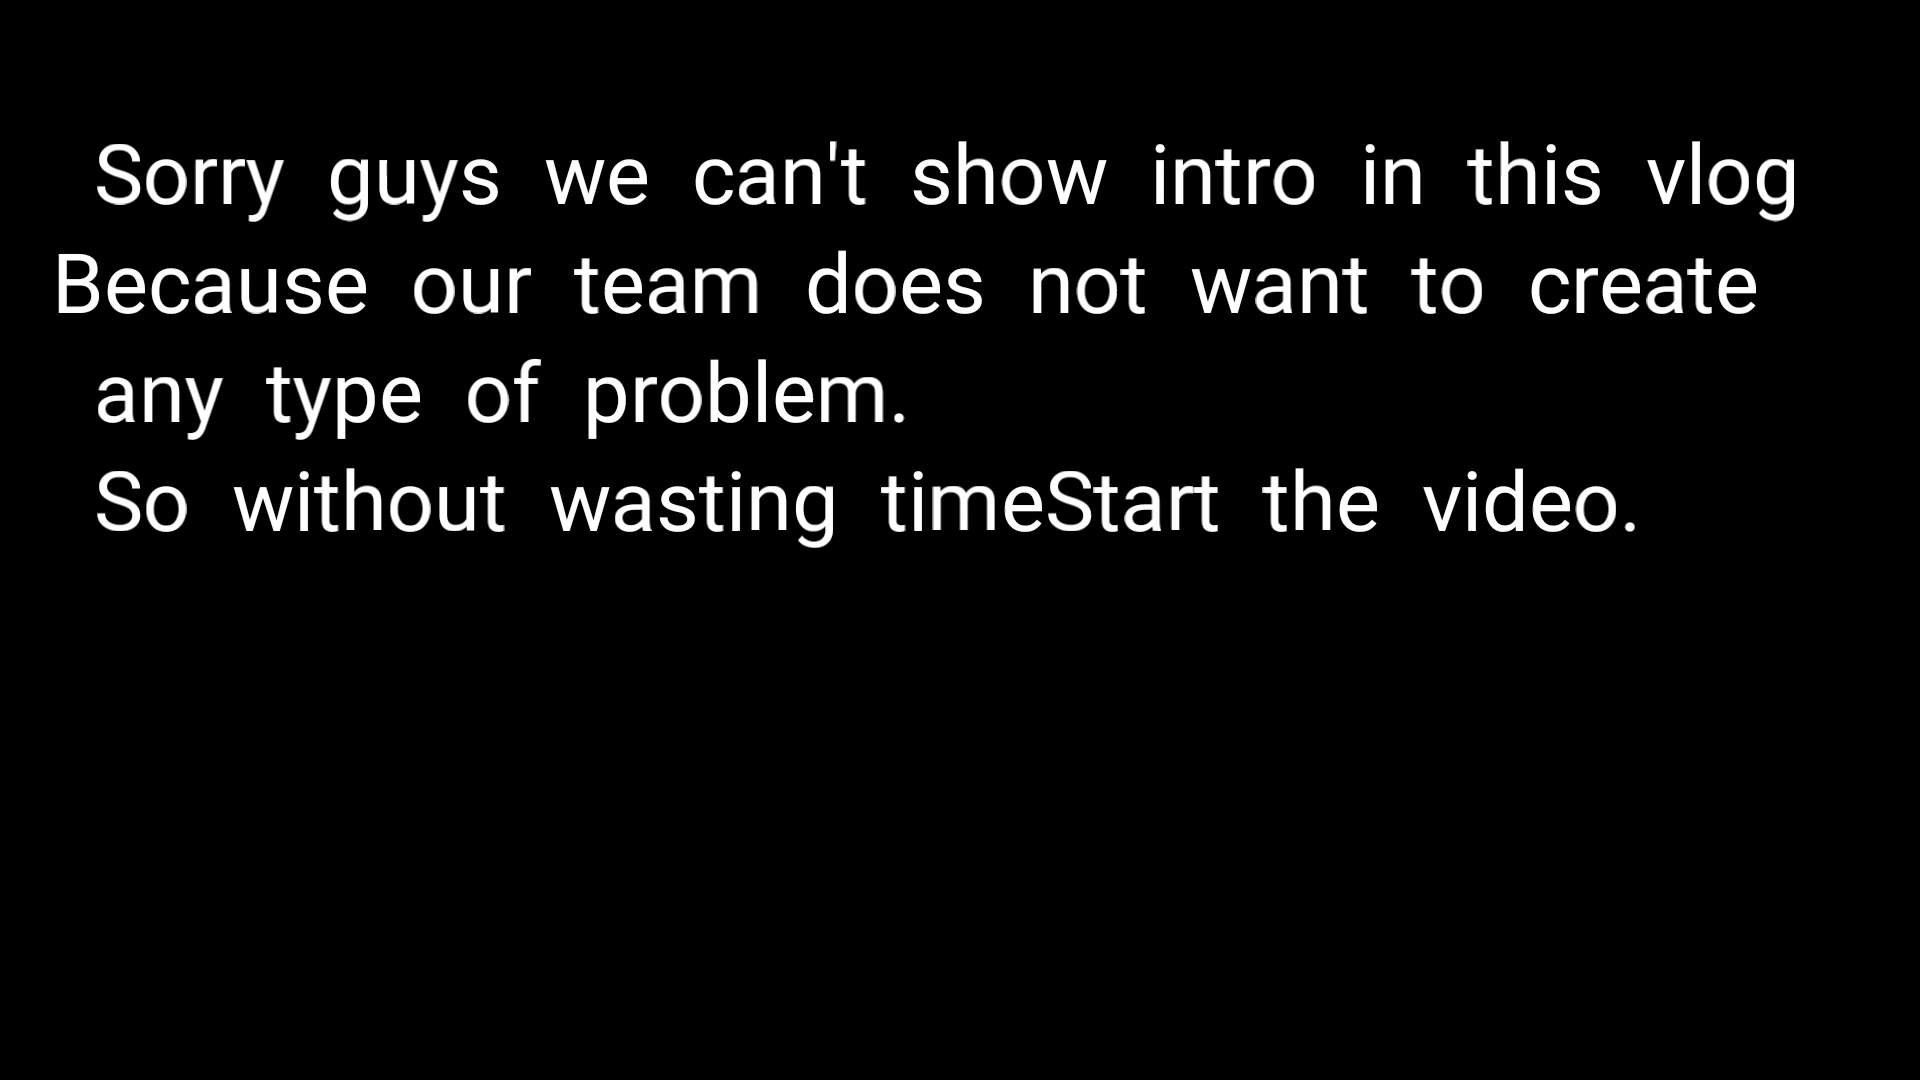 Sorry guys we can't show intro in this vlog
Because our team does not want to create
any type of problem.
So without wasting timeStart the video.